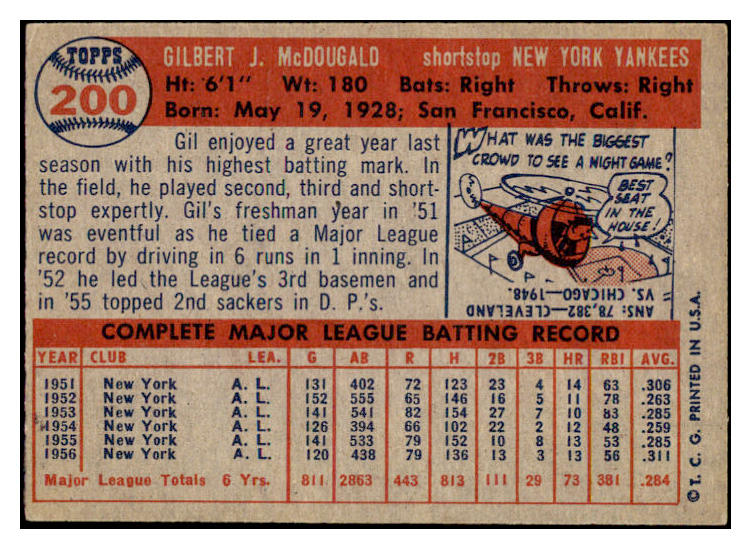 TOPPS
200
GILBERT J. McDOUGALD shortstop NEW YORK YANKEES
Ht: 6'1" Wt: 180 Bats: Right Throws: Right
Born: May 19, 1928; San Francisco, Calif.
Gil enjoyed a great year last
season with his highest batting mark. In
the field, he played second, third and short-
stop expertly. Gil's freshman year in '51
was eventful as he tied a Major League
record by driving in 6 runs in 1 inning. In
'52 he led the League's 3rd basemen and
in '55 topped 2nd sackers in D. P.'s.
WHAT WAS THE BIGGEST
CROWD TO SEE A NIGHT GAME?
BEST
SEAT
IN THE
HOUSE!
ANS: 78,382—CLEVELAND
VS. CHICAGO—1948.
COMPLETE MAJOR LEAGUE BATTING RECORD
YEAR CLUB LEA. G AB R H 2B 3B HR RBI AVG.
1951 New York A. L. 131 402 72 123 23 4 14 63 .306
1952 New York A. L. 152 555 65 146 16 5 11 78 .263
1953 New York A. L. 141 541 82 154 27 7 10 83 .285
1954 New York A. L. 126 394 66 102 22 2 12 48 .259
1955 New York A. L. 141 533 79 152 10 8 13 53 .285
1956 New York A. L. 120 438 79 136 13 3 13 56 .311
Major League Totals 6 Yrs. 811 2863 443 813 111 29 73 381 .284
© T. C. G. PRINTED IN U.S.A.